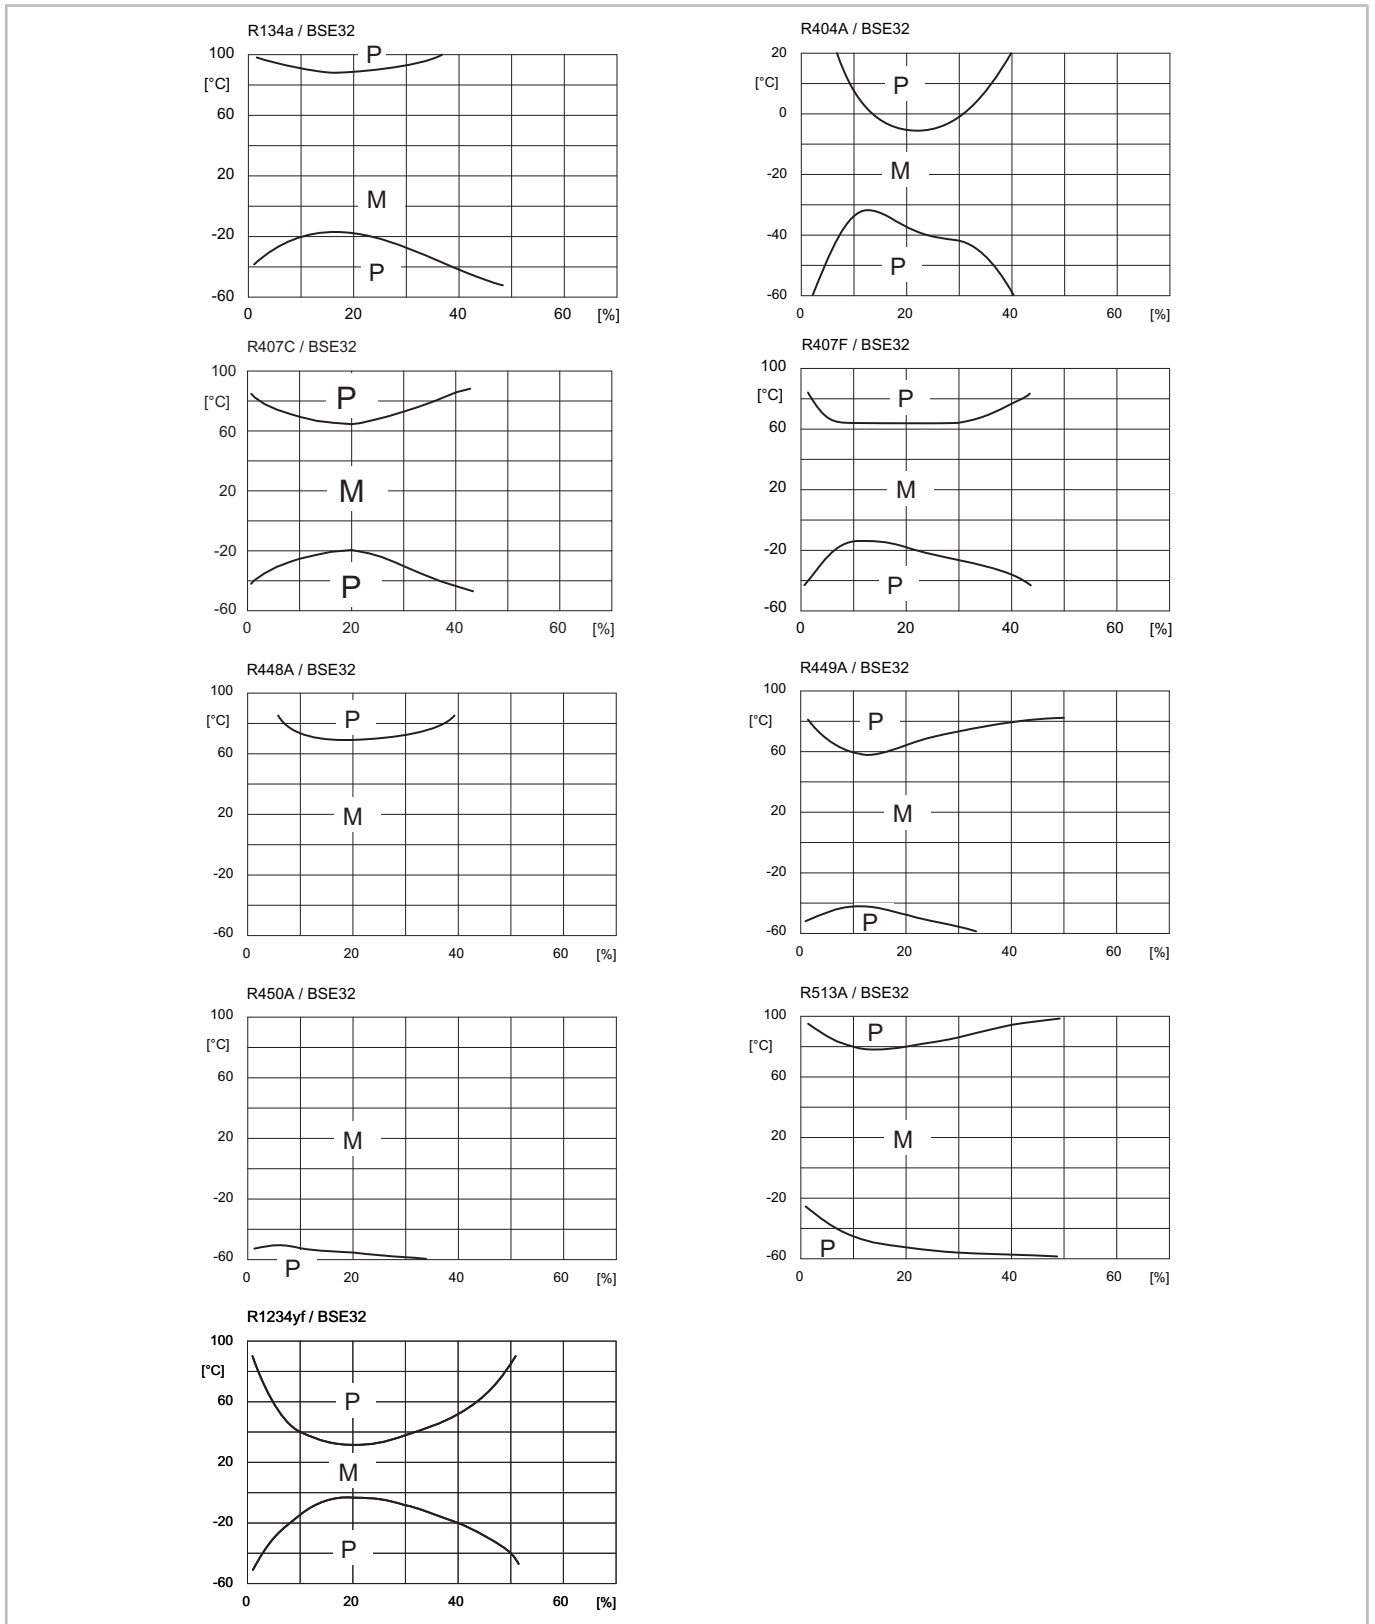 R134a / BSE32
100
[°C]
60
20
-20
-60
P
M
P
0 20 40 60 [%]
R404A / BSE32
20
[°C]
0
-20
-40
-60
P
M
P
0 20 40 60 [%]
R407C / BSE32
100
[°C]
60
20
-20
-60
P
M
P
0 20 40 60 [%]
R407F / BSE32
100
[°C]
60
20
-20
-60
P
M
P
0 20 40 60 [%]
R448A / BSE32
100
[°C]
60
20
-20
-60
P
M
0 20 40 60 [%]
R449A / BSE32
100
[°C]
60
20
-20
-60
P
M
P
0 20 40 60 [%]
R450A / BSE32
100
[°C]
60
20
-20
-60
M
P
0 20 40 60 [%]
R513A / BSE32
100
[°C]
60
20
-20
-60
P
M
P
0 20 40 60 [%]
R1234yf / BSE32
100
[°C]
60
20
-20
-60
P
M
P
0 20 40 60 [%]